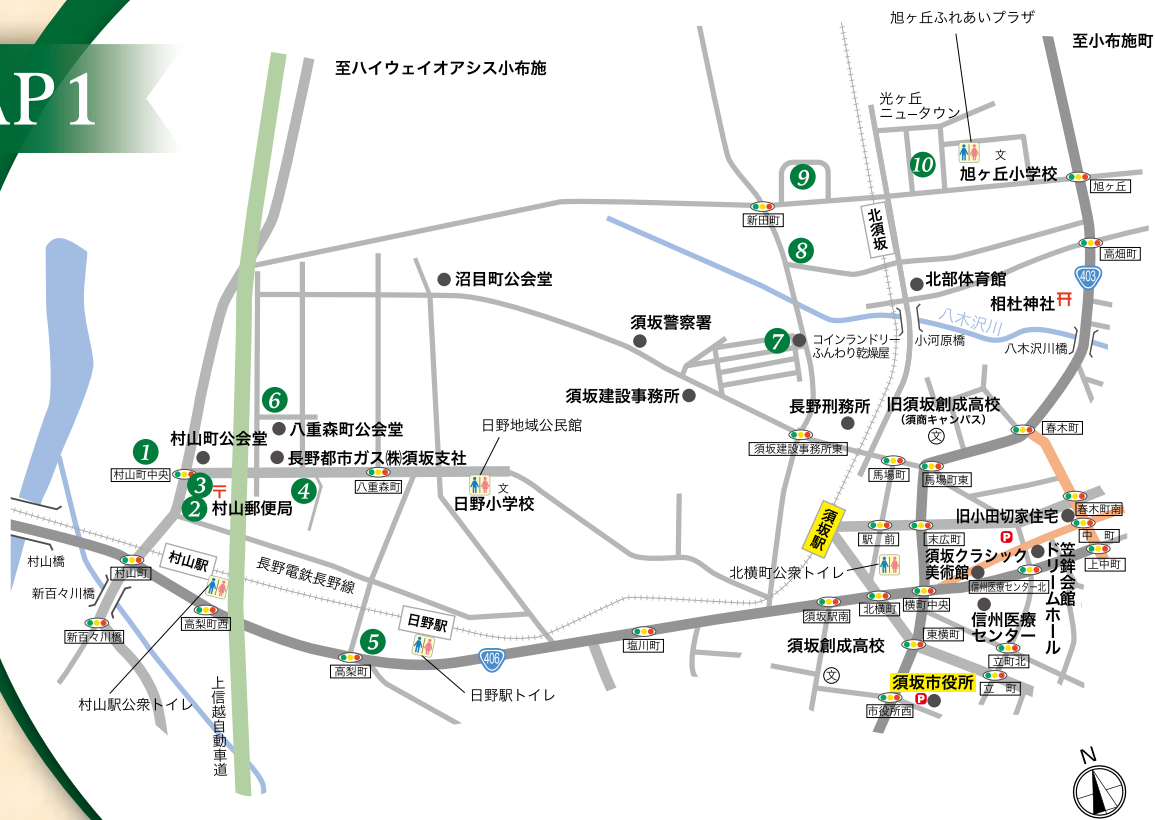 AP1
旭ヶ丘ふれあいプラザ
至小布施町
至ハイウェイオアシス小布施
光ヶ丘
ニュータウン
文
旭ヶ丘小学校
旭ヶ丘
10
9
新田町
北須坂
8
高畑町
403
沼目町公会堂
北部体育館
相杜神社
八木沢川
須坂警察署
7
コインランドリー
ふんわり乾燥屋
小河原橋
八木沢川橋
須坂建設事務所
6
長野刑務所
旧須坂創成高校
(須商キャンパス)
文
春木町
八重森町公会堂
日野地域公民館
村山町公会堂
1
須坂建設事務所東
長野都市ガス㈱須坂支社
村山町中央
八重森町
馬場町
馬場町東
3
4
文
日野小学校
2
村山郵便局
須坂駅
旧小田切家住宅
春木町南
中 町
駅 前
末広町
P
上中町
村山橋
村山駅
長野電鉄長野線
須坂クラシック
美術館
笠鉾会館
ドリームホール
村山町
北横町公衆トイレ
信州医療センター北
新百々川橋
高梨町西
日野駅
須坂駅南
北横町
横町中央
信州医療
センター
新百々川橋
5
塩川町
須坂創成高校
東横町
立町北
高梨町
406
文
須坂市役所
立 町
村山駅公衆トイレ
上信越自動車道
日野駅トイレ
P
市役所西
N